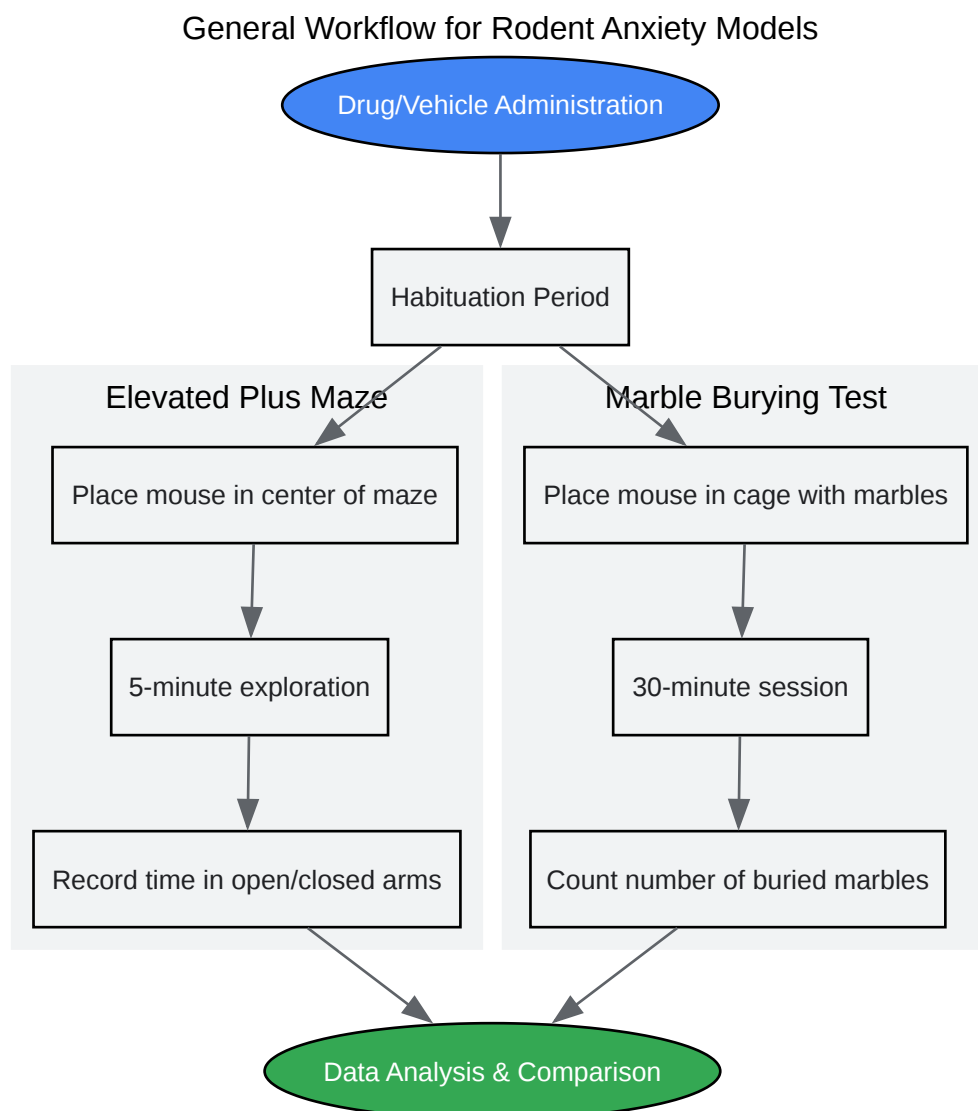 General Workflow for Rodent Anxiety Models
Drug/Vehicle Administration
Habituation Period
Elevated Plus Maze
Place mouse in center of maze
5-minute exploration
Record time in open/closed arms
Marble Burying Test
Place mouse in cage with marbles
30-minute session
Count number of buried marbles
Data Analysis & Comparison